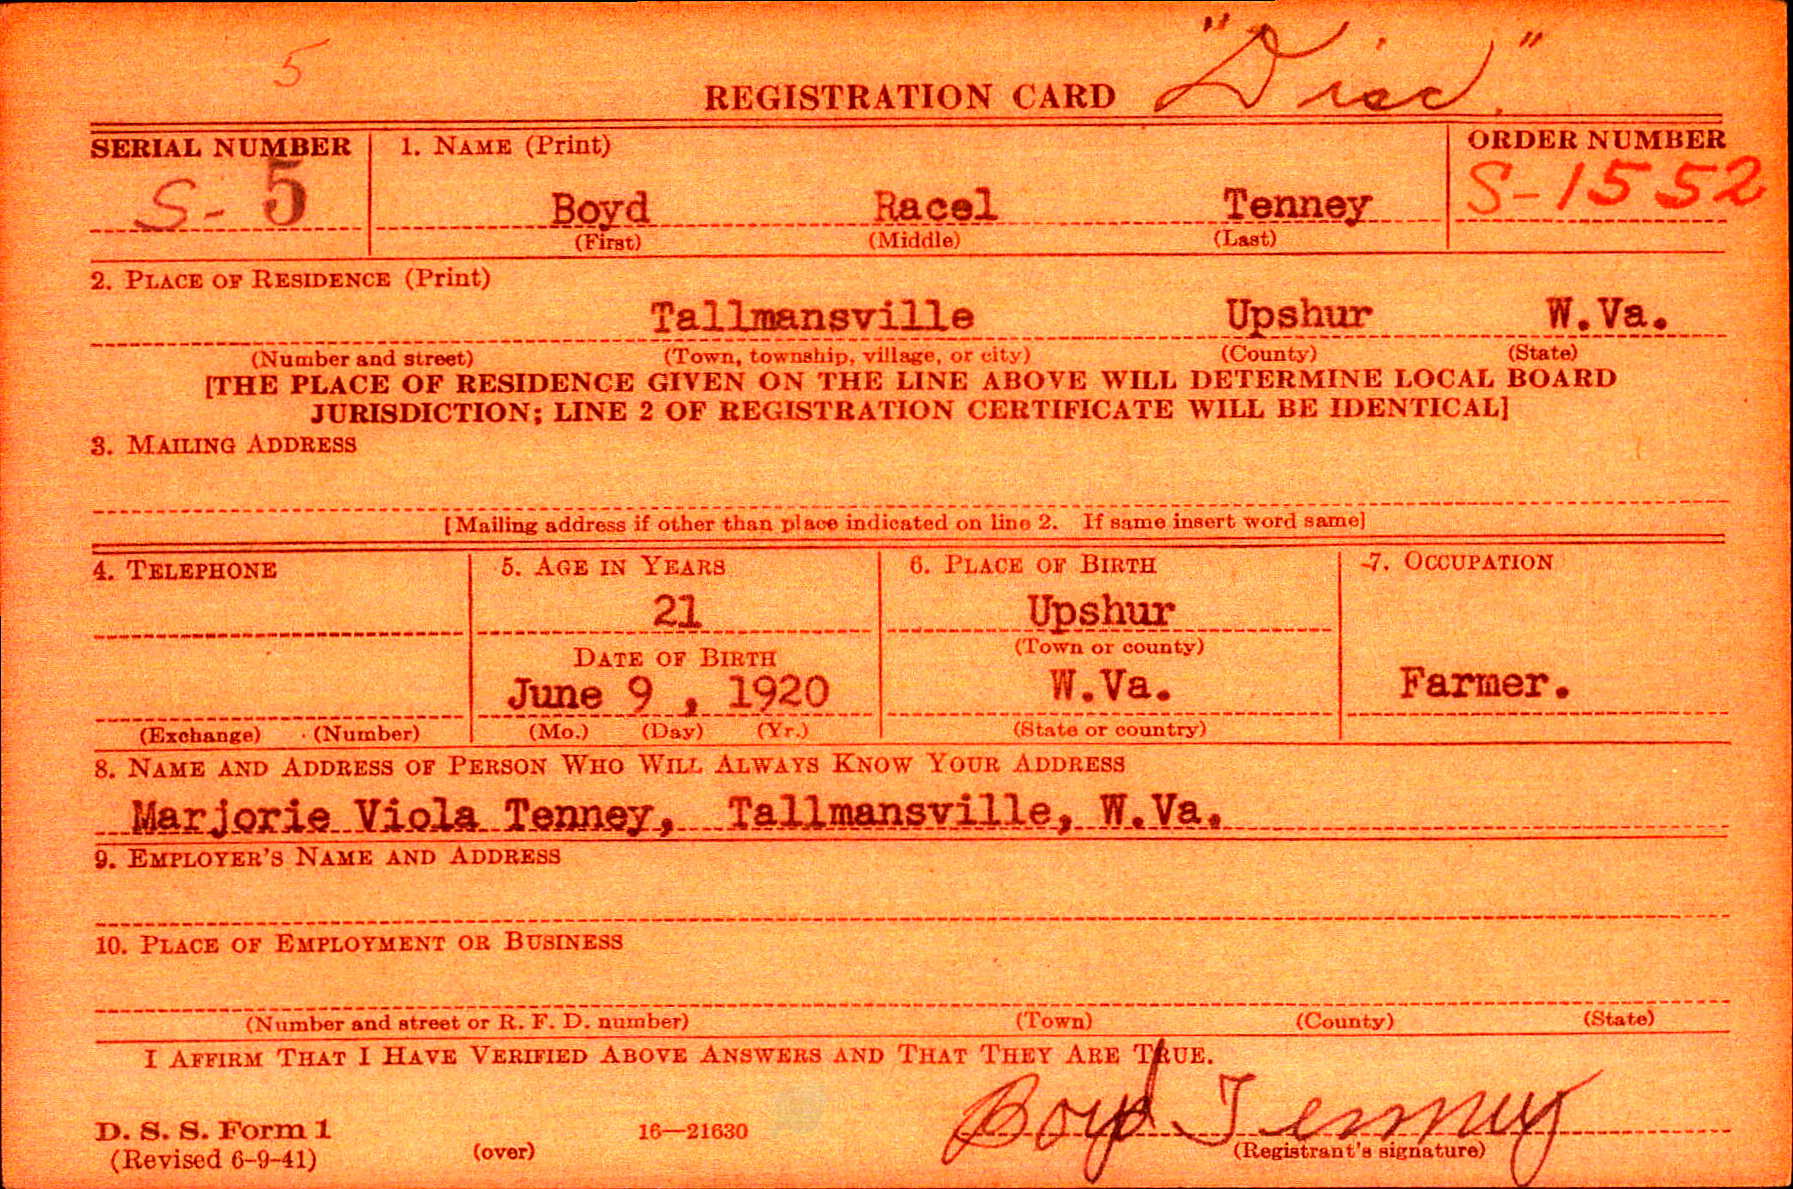 5
REGISTRATION CARD "Disc."
SERIAL NUMBER 1. NAME (Print) ORDER NUMBER
S- 5 Boyd Racel Tenney S-1552
(First) (Middle) (Last)
2. PLACE OF RESIDENCE (Print)
Tallmansville Upshur W.Va.
(Number and street) (Town, township, village, or city) (County) (State)
[THE PLACE OF RESIDENCE GIVEN ON THE LINE ABOVE WILL DETERMINE LOCAL BOARD
JURISDICTION; LINE 2 OF REGISTRATION CERTIFICATE WILL BE IDENTICAL]
3. MAILING ADDRESS
[Mailing address if other than place indicated on line 2. If same insert word same]
4. TELEPHONE 5. AGE IN YEARS 6. PLACE OF BIRTH 7. OCCUPATION
21 Upshur
DATE OF BIRTH (Town or county)
June 9 , 1920 W.Va. Farmer.
(Exchange) (Number) (Mo.) (Day) (Yr.) (State or country)
8. NAME AND ADDRESS OF PERSON WHO WILL ALWAYS KNOW YOUR ADDRESS
Marjorie Viola Tenney, Tallmansville, W.Va.
9. EMPLOYER'S NAME AND ADDRESS
10. PLACE OF EMPLOYMENT OR BUSINESS
(Number and street or R. F. D. number) (Town) (County) (State)
I AFFIRM THAT I HAVE VERIFIED ABOVE ANSWERS AND THAT THEY ARE TRUE.
Boyd Tenney
D. S. S. Form 1 16—21630
(Revised 6-9-41) (over) (Registrant's signature)